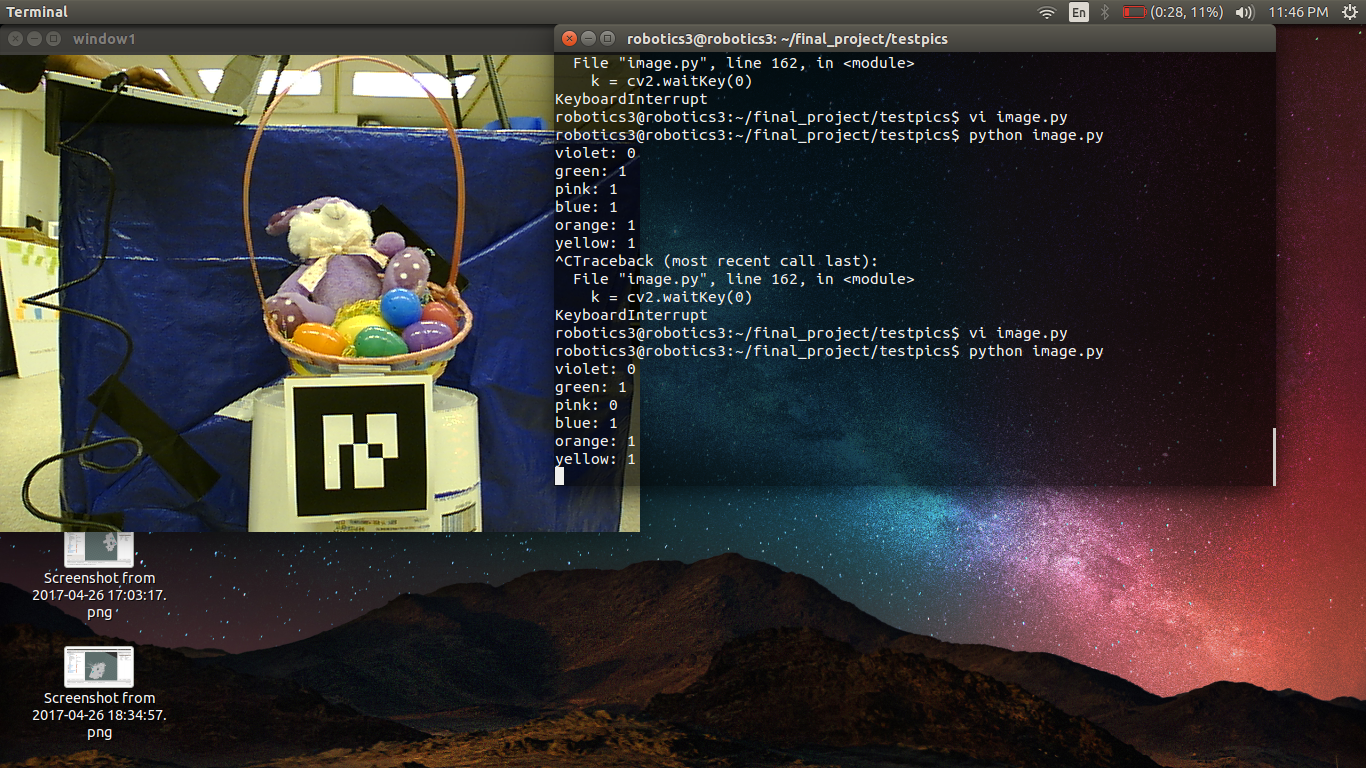 Terminal
En
(0:28, 11%)
11:46 PM
window1
robotics3@robotics3: ~/final_project/testpics
  File "image.py", line 162, in <module>
    k = cv2.waitKey(0)
KeyboardInterrupt
robotics3@robotics3:~/final_project/testpics$ vi image.py
robotics3@robotics3:~/final_project/testpics$ python image.py
violet: 0
green: 1
pink: 1
blue: 1
orange: 1
yellow: 1
^CTraceback (most recent call last):
  File "image.py", line 162, in <module>
    k = cv2.waitKey(0)
KeyboardInterrupt
robotics3@robotics3:~/final_project/testpics$ vi image.py
robotics3@robotics3:~/final_project/testpics$ python image.py
violet: 0
green: 1
pink: 0
blue: 1
orange: 1
yellow: 1
Screenshot from
2017-04-26 17:03:17.
png
Screenshot from
2017-04-26 18:34:57.
png